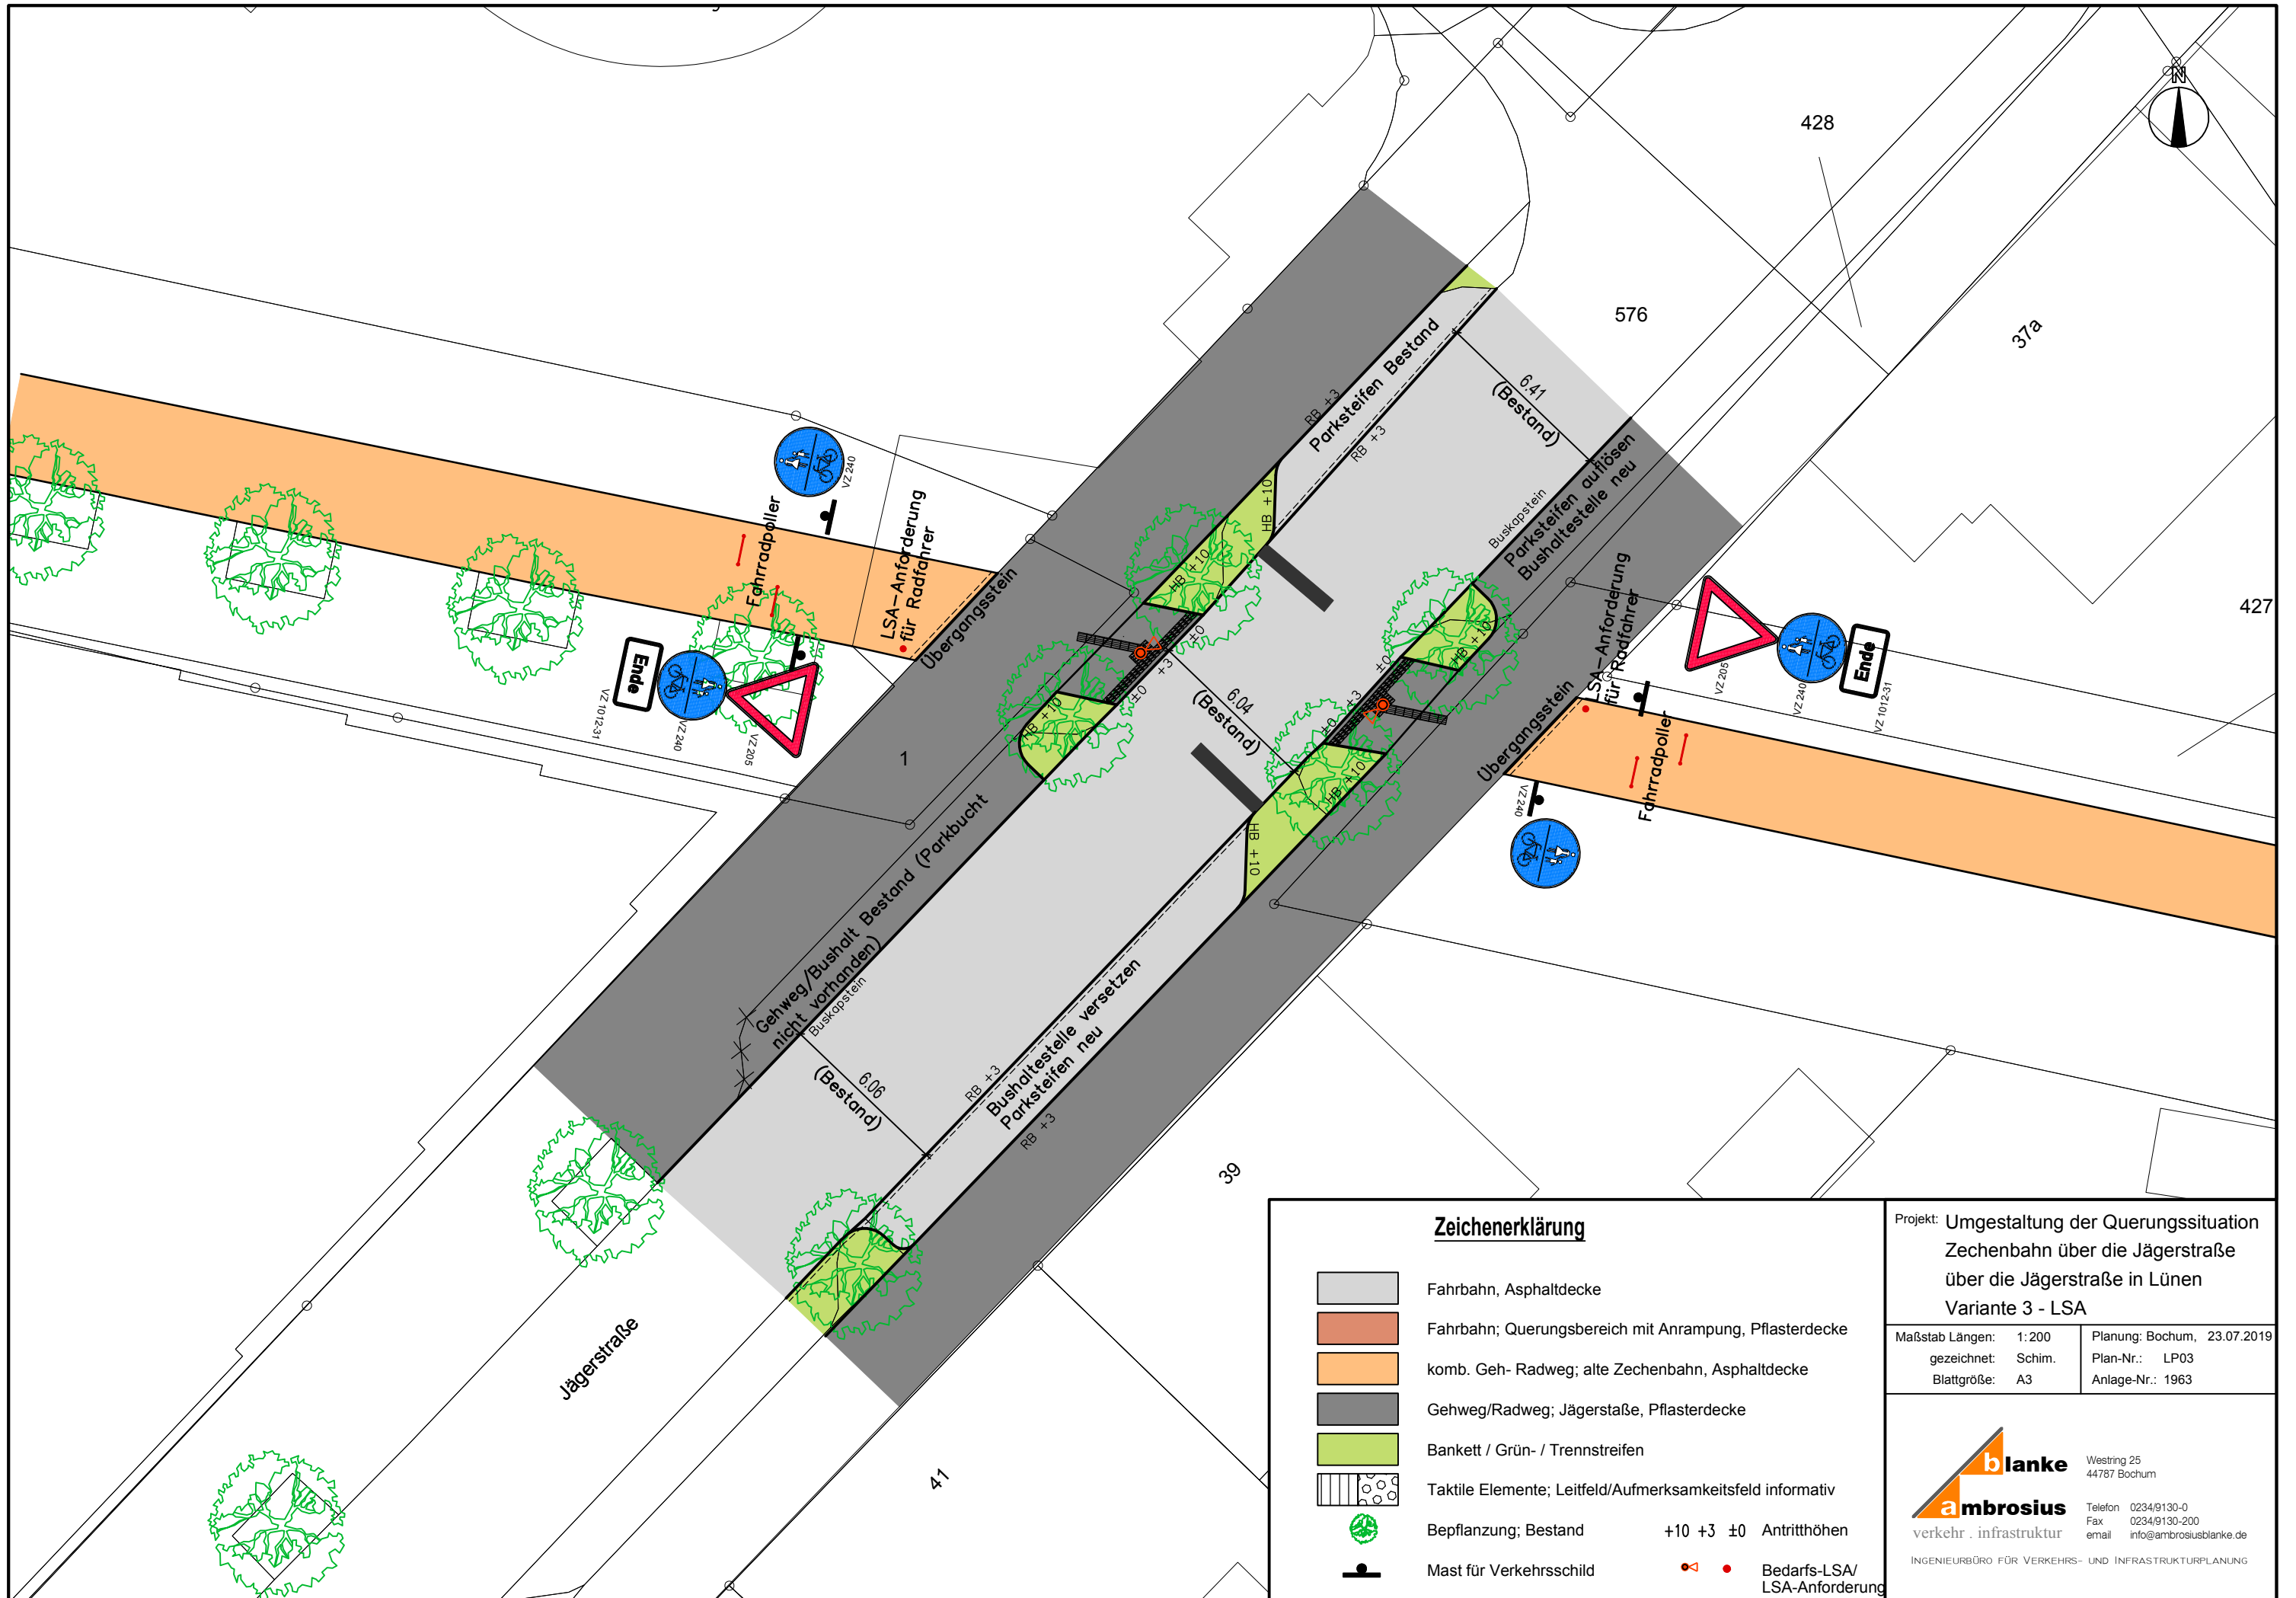 N
428
576
37a
427
6.41
(Bestand)
Parksteifen Bestand
RB +3
RB +3
Parksteifen auflösen
Bushaltestelle neu
Buskapstein
VZ 240
Fahrradpoller
LSA-Anforderung
für Radfahrer
Übergangsstein
HB +10
HB +10
±0
+3
±0
HB +10
6.04
(Bestand)
±0
+3
±0
HB +10
HB +10
HB +10
LSA-Anforderung
für Radfahrer
Übergangsstein
Fahrradpoller
VZ 205
VZ 240
Ende
VZ 1012-31
VZ 240
Ende
VZ 1012-31
VZ 240
VZ 205
1
Gehweg/Bushalt Bestand (Parkbucht
nicht vorhanden)
Buskapstein
6.06
(Bestand)
RB +3
Bushaltestelle versetzen
Parksteifen neu
RB +3
39
41
Jägerstraße
Zeichenerklärung
Fahrbahn, Asphaltdecke
Fahrbahn; Querungsbereich mit Anrampung, Pflasterdecke
komb. Geh- Radweg; alte Zechenbahn, Asphaltdecke
Gehweg/Radweg; Jägerstaße, Pflasterdecke
Bankett / Grün- / Trennstreifen
Taktile Elemente; Leitfeld/Aufmerksamkeitsfeld informativ
Bepflanzung; Bestand
+10 +3 ±0 Antritthöhen
Mast für Verkehrsschild
Bedarfs-LSA/
LSA-Anforderung
Projekt: Umgestaltung der Querungssituation
Zechenbahn über die Jägerstraße
über die Jägerstraße in Lünen
Variante 3 - LSA
Maßstab Längen: 1:200
gezeichnet: Schim.
Blattgröße: A3
Planung: Bochum, 23.07.2019
Plan-Nr.: LP03
Anlage-Nr.: 1963
blanke
ambrosius
verkehr . infrastruktur
Westring 25
44787 Bochum
Telefon 0234/9130-0
Fax 0234/9130-200
email info@ambrosiusblanke.de
INGENIEURBÜRO FÜR VERKEHRS- UND INFRASTRUKTURPLANUNG